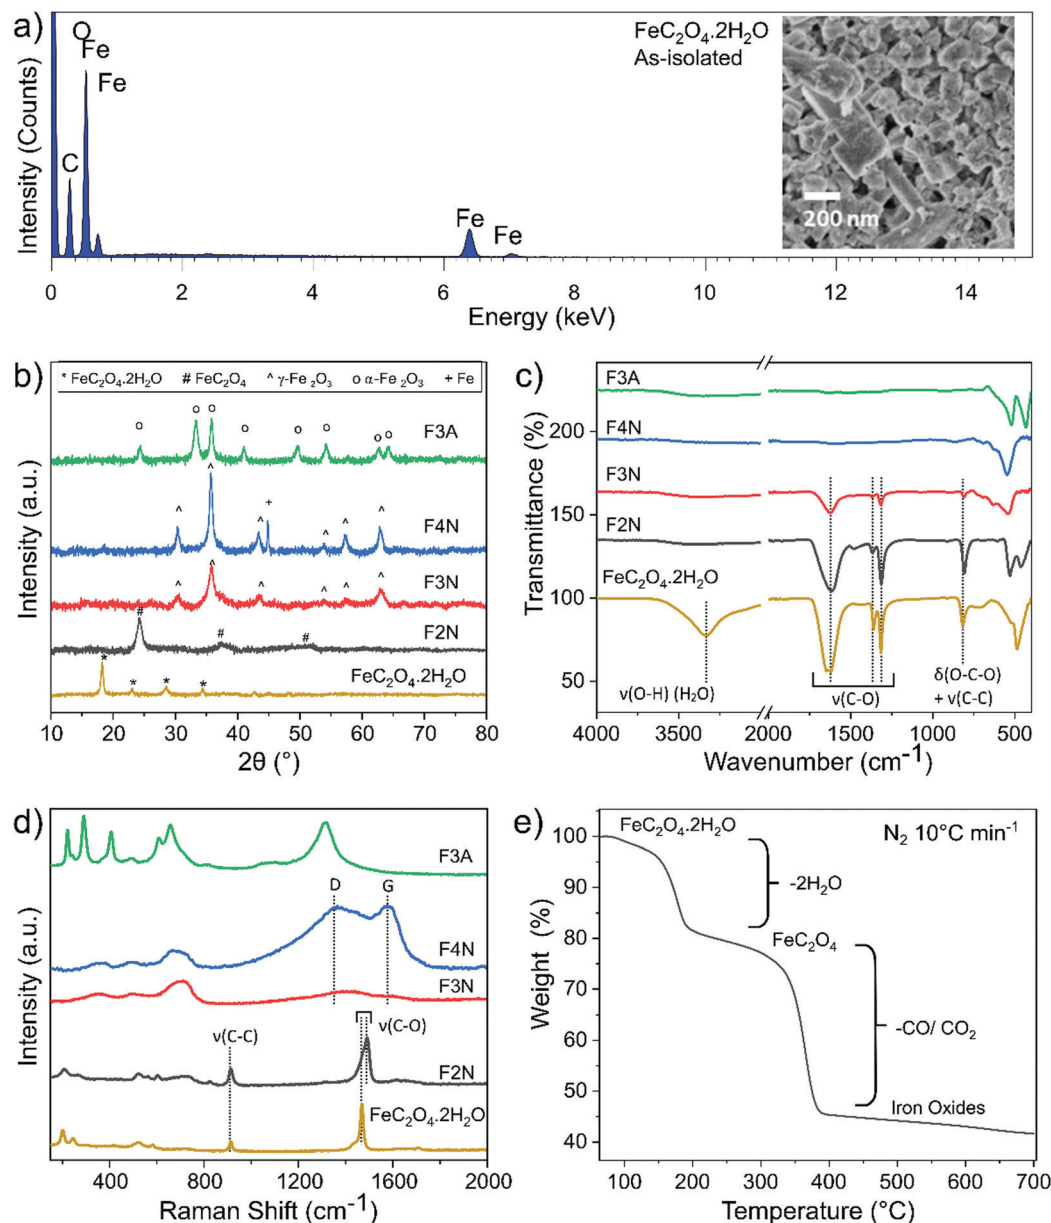 a)
O
Fe
Fe
C
Fe
Fe
FeC₂O₄.2H₂O
As-isolated
200 nm
Intensity (Counts)
0 2 4 6 8 10 12 14
Energy (keV)
b)
* FeC₂O₄.2H₂O # FeC₂O₄ ^ γ-Fe₂O₃ o α-Fe₂O₃ + Fe
o o o o o o o o
F3A
^ ^ ^ + ^ ^ ^
F4N
^ ^ ^ ^ ^ ^
F3N
# # #
F2N
FeC₂O₄.2H₂O
* * * *
Intensity (a.u.)
10 20 30 40 50 60 70 80
2θ (°)
c)
F3A
F4N
F3N
F2N
FeC₂O₄.2H₂O
ν(O-H) (H₂O)
ν(C-O)
δ(O-C-O)
+ ν(C-C)
Transmittance (%)
200
150
100
50
4000 3000 2000 1500 1000 500
Wavenumber (cm⁻¹)
d)
F3A
D G
F4N
F3N
ν(C-C)
ν(C-O)
F2N
FeC₂O₄.2H₂O
Intensity (a.u.)
400 800 1200 1600 2000
Raman Shift (cm⁻¹)
e)
FeC₂O₄.2H₂O
N₂ 10°C min⁻¹
-2H₂O
FeC₂O₄
-CO/ CO₂
Iron Oxides
Weight (%)
100
90
80
70
60
50
40
100 200 300 400 500 600 700
Temperature (°C)